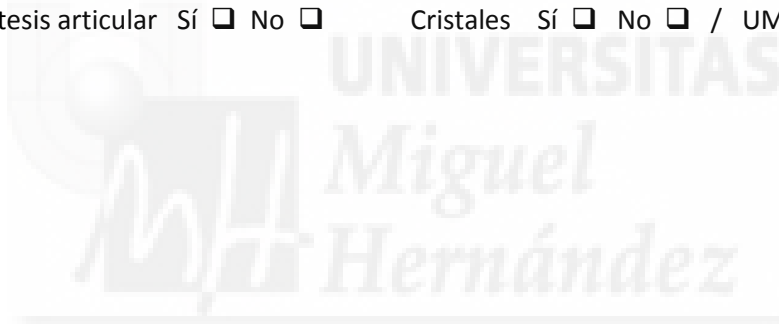 tesis articular Sí ❑ No ❑ Cristales Sí ❑ No ❑ / UM
UNIVERSITAS
Miguel
Hernández